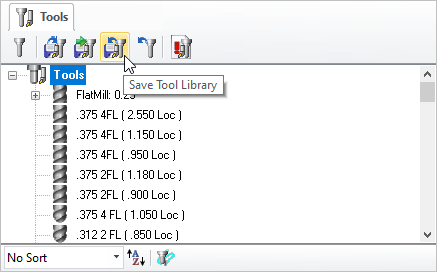 Tools
Tools
FlatMill: 0.25
Save Tool Library
.375 4FL ( 2.550 Loc )
.375 4FL ( 1.150 Loc )
.375 4FL ( .950 Loc )
.375 2FL ( 1.180 Loc )
.375 2FL ( .900 Loc )
.375 4 FL ( 1.050 Loc )
.312 2 FL ( .850 Loc )
No Sort